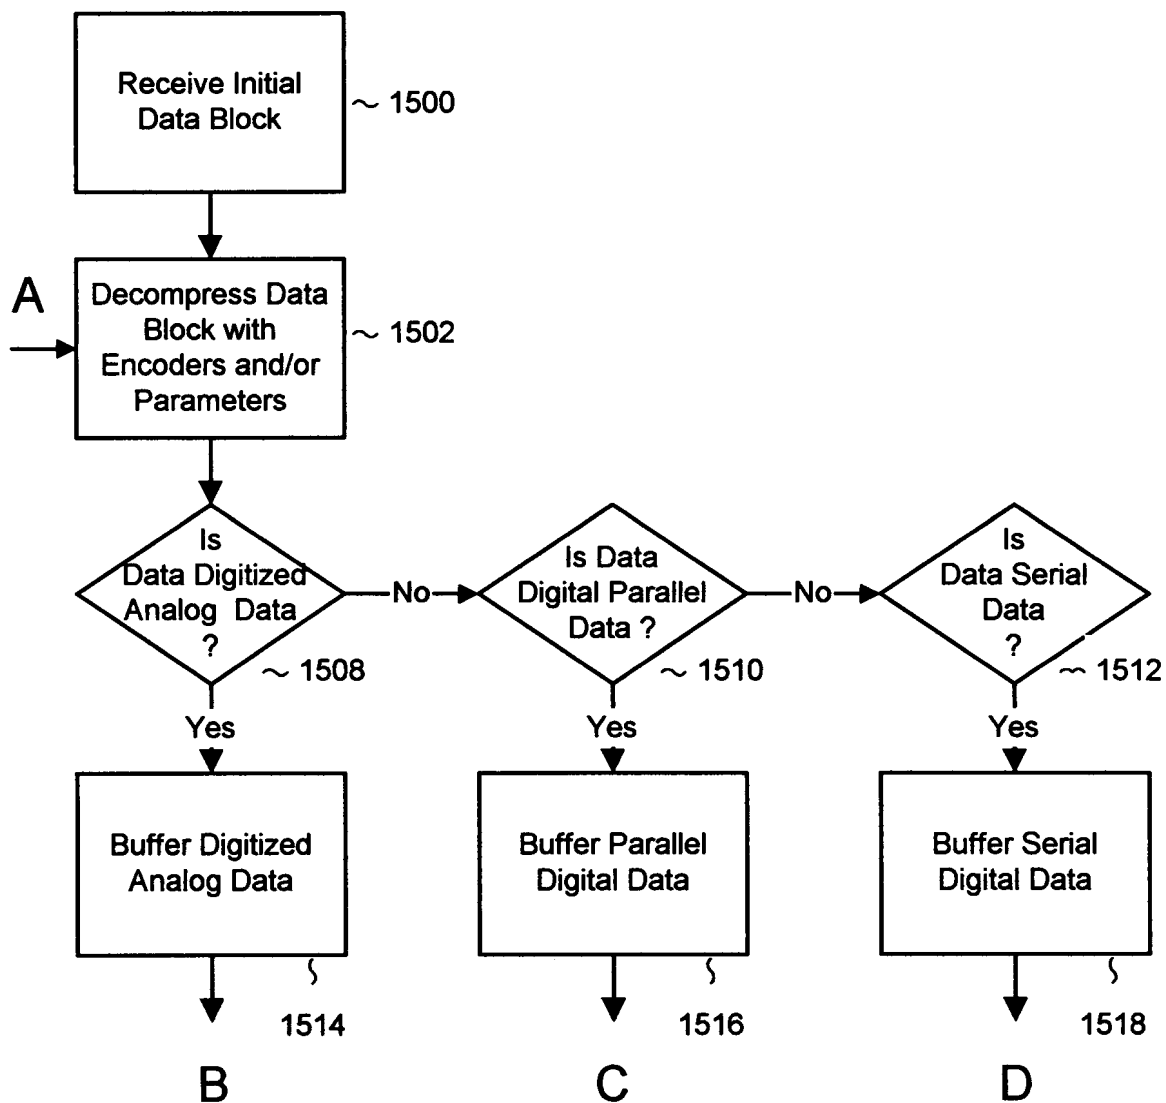 Receive Initial
Data Block
~ 1500
A
Decompress Data
Block with
Encoders and/or
Parameters
~ 1502
Is
Data Digitized
Analog Data
?
~ 1508
No
Is Data
Digital Parallel
Data ?
~ 1510
No
Is
Data Serial
Data
?
~ 1512
Yes
Yes
Yes
Buffer Digitized
Analog Data
1514
Buffer Parallel
Digital Data
1516
Buffer Serial
Digital Data
1518
B
C
D